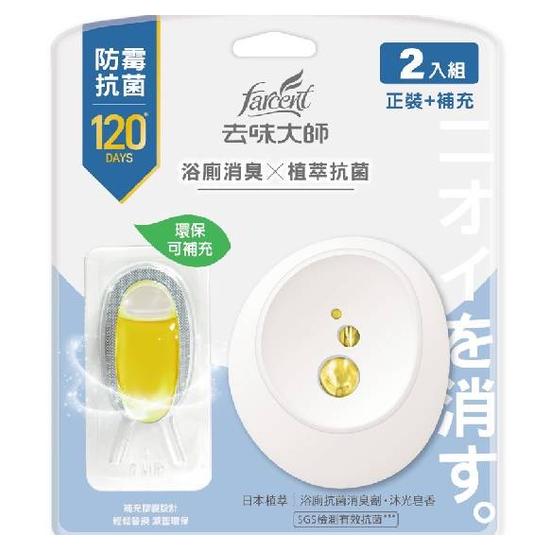 防霉
抗菌
120*
DAYS
farcent
去味大師
2入組
正裝+補充
浴廁消臭×植萃抗菌
環保
可補充
ニオイを消す。
補充膠囊設計
輕鬆替換 減塑環保
日本植萃 | 浴廁抗菌消臭劑・沐光皂香
SGS檢測有效抗菌***